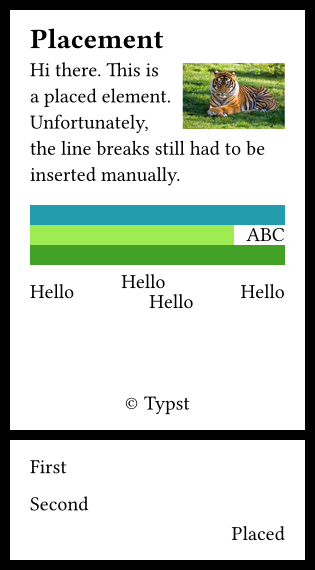 Placement
Hi there. This is
a placed element.
Unfortunately,
the line breaks still had to be
inserted manually.
ABC
Hello
Hello
Hello
Hello
© Typst
First
Second
Placed